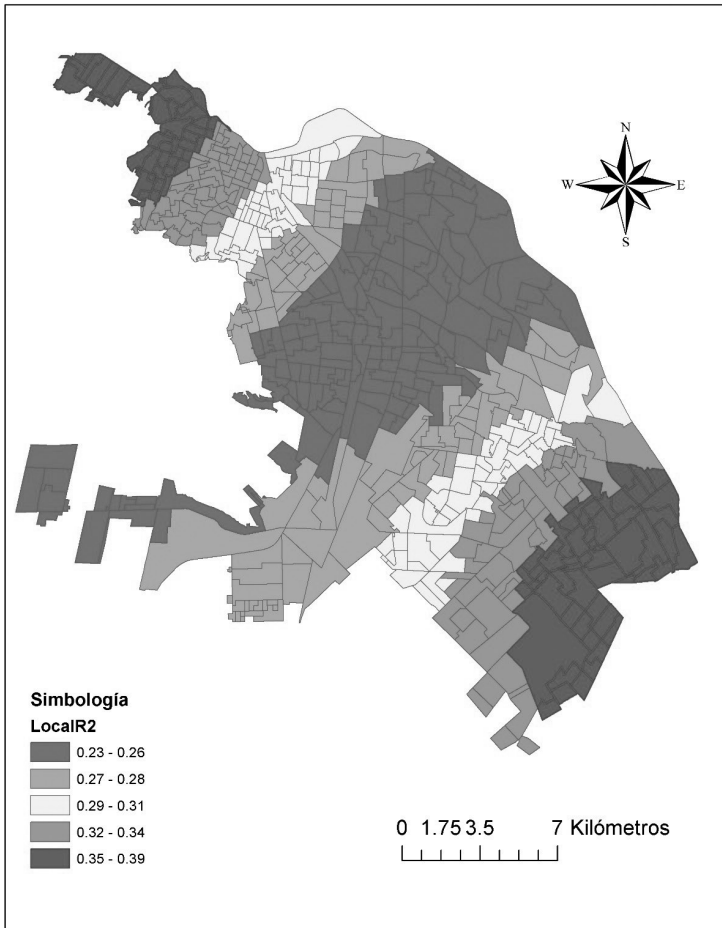 N
W E
S
Simbología
LocalR2
0.23 - 0.26
0.27 - 0.28
0.29 - 0.31
0.32 - 0.34
0.35 - 0.39
0 1.75 3.5 7 Kilómetros